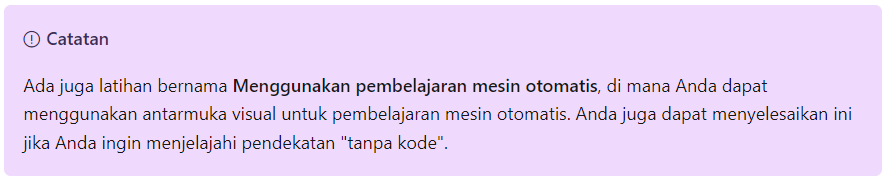 Catatan
Ada juga latihan bernama Menggunakan pembelajaran mesin otomatis, di mana Anda dapat
menggunakan antarmuka visual untuk pembelajaran mesin otomatis. Anda juga dapat menyelesaikan ini
jika Anda ingin menjelajahi pendekatan "tanpa kode".